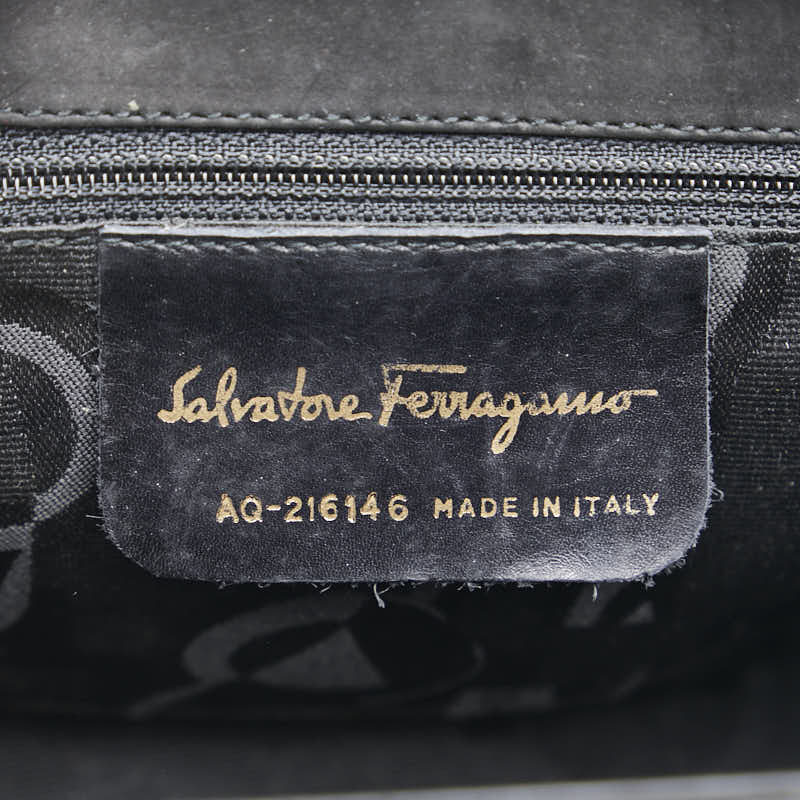 Salvatore Ferragamo
AQ-216146 MADE IN ITALY